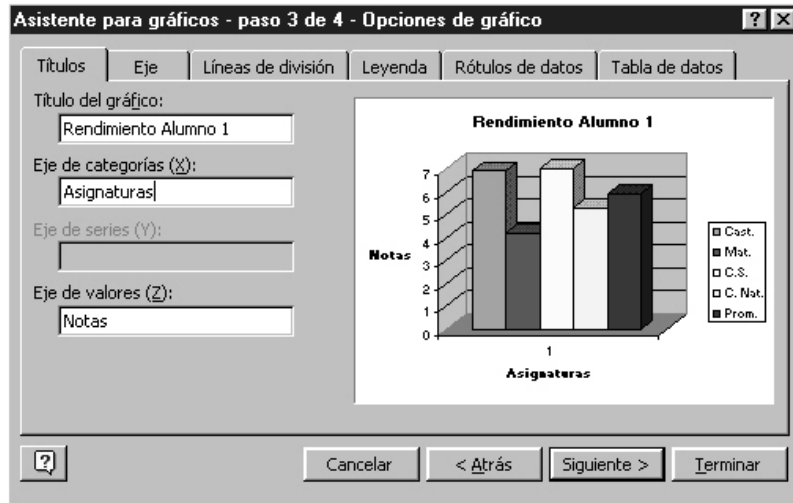 Asistente para gráficos - paso 3 de 4 - Opciones de gráfico
Títulos Eje Líneas de división Leyenda Rótulos de datos Tabla de datos
Título del gráfico:
Rendimiento Alumno 1
Eje de categorías (X):
Asignaturas
Eje de series (Y):
Eje de valores (Z):
Notas
Rendimiento Alumno 1
7
6
5
4
3
2
1
0
Notas
1
Asignaturas
Cast.
Mat.
C.S.
C. Nat.
Prom.
Cancelar < Atrás Siguiente > Terminar